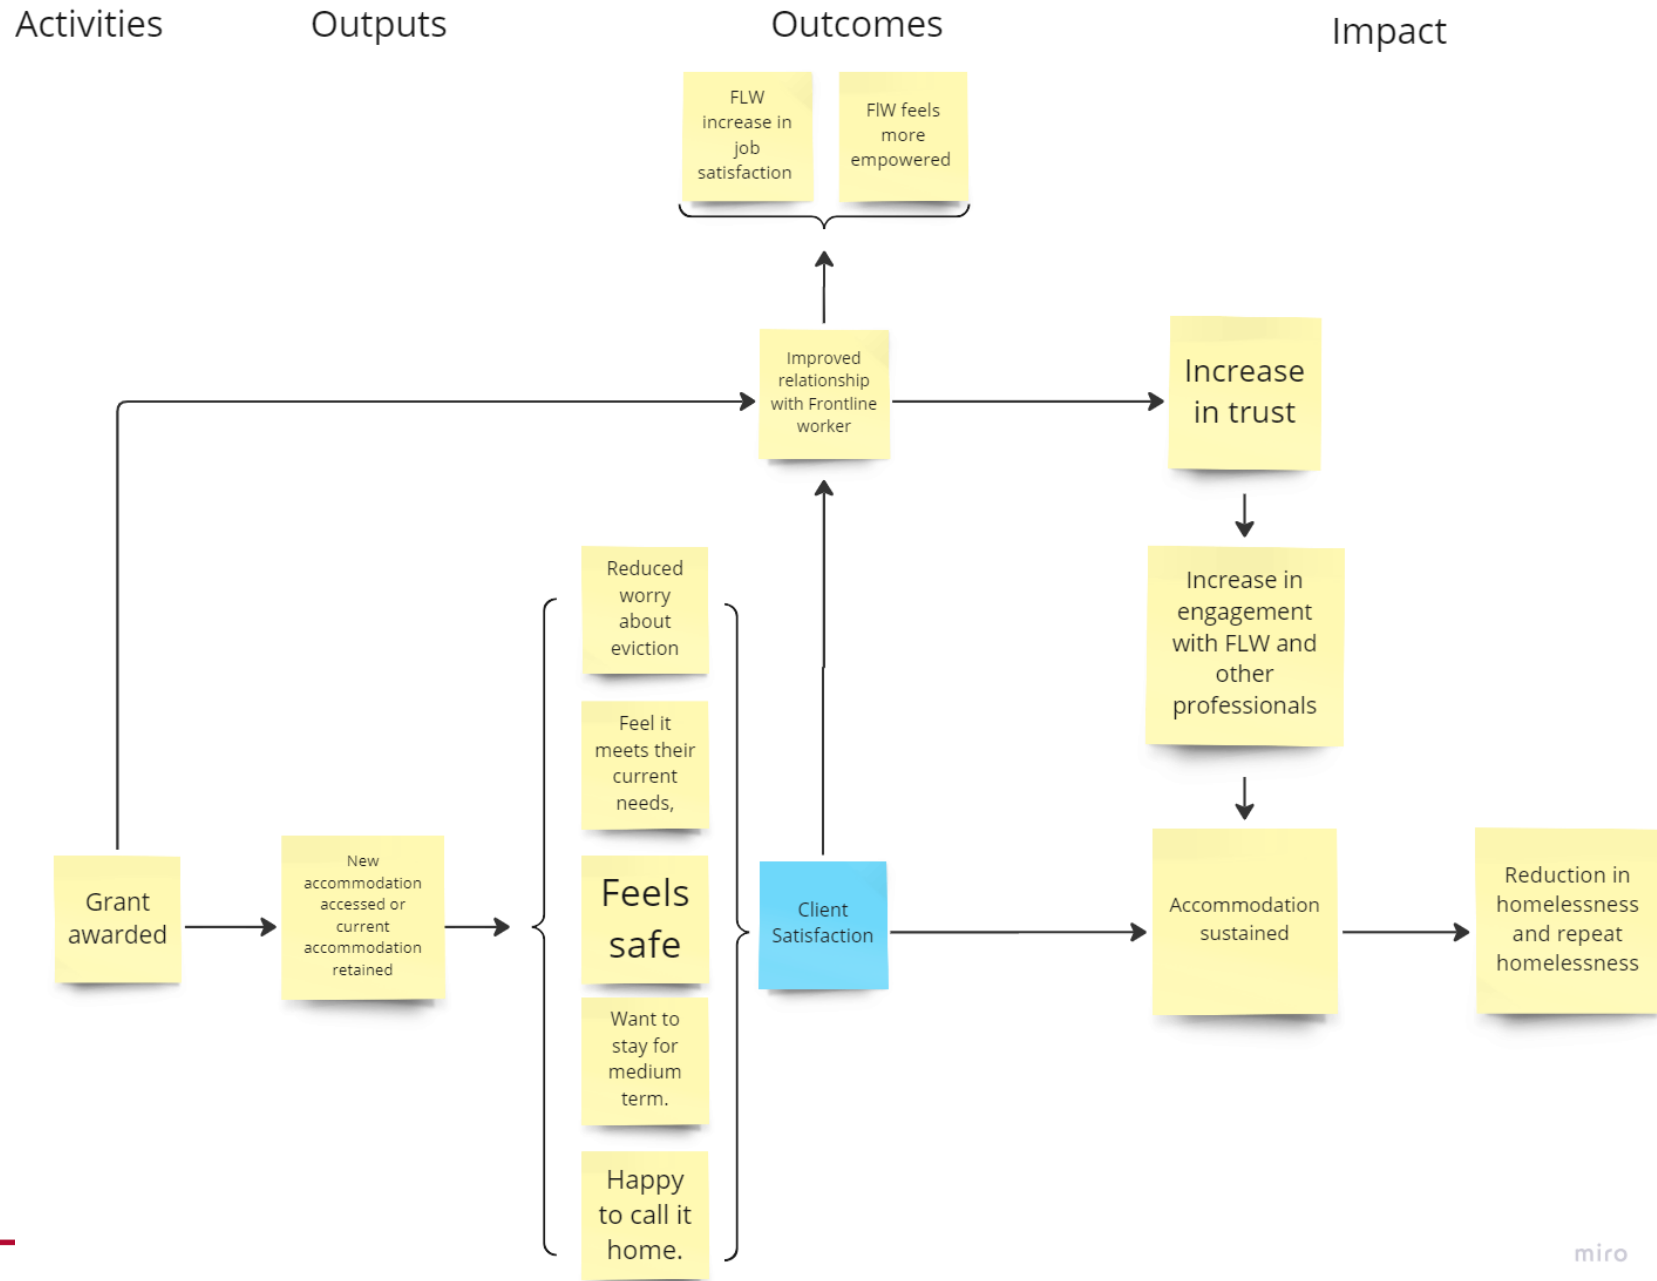 Activities
Outputs
Outcomes
Impact
FLW
increase in
job
satisfaction
FlW feels
more
empowered
Improved
relationship
with Frontline
worker
Increase
in trust
Reduced
worry
about
eviction
Increase in
engagement
with FLW and
other
professionals
Feel it
meets their
current
needs,
Grant
awarded
New
accommodation
accessed or
current
accommodation
retained
Feels
safe
Client
Satisfaction
Accommodation
sustained
Reduction in
homelessness
and repeat
homelessness
Want to
stay for
medium
term.
Happy
to call it
home.
miro